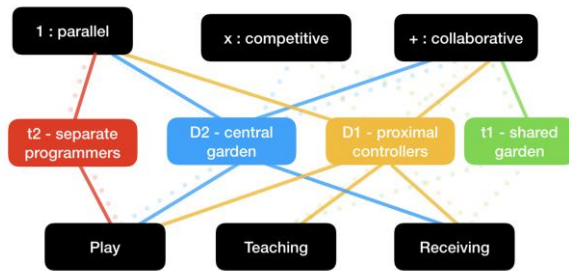 1 : parallel
x : competitive
+ : collaborative
t2 - separate
programmers
D2 - central
garden
D1 - proximal
controllers
t1 - shared
garden
Play
Teaching
Receiving